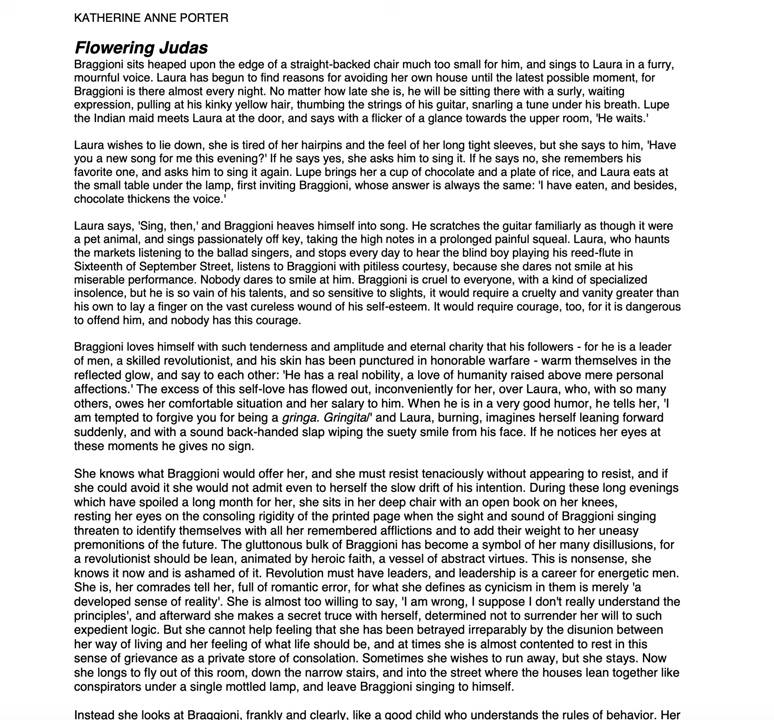 KATHERINE ANNE PORTER
Flowering Judas
Braggioni sits heaped upon the edge of a straight-backed chair much too small for him, and sings to Laura in a furry,
mournful voice. Laura has begun to find reasons for avoiding her own house until the latest possible moment, for
Braggioni is there almost every night. No matter how late she is, he will be sitting there with a surly, waiting
expression, pulling at his kinky yellow hair, thumbing the strings of his guitar, snarling a tune under his breath. Lupe
the Indian maid meets Laura at the door, and says with a flicker of a glance towards the upper room, 'He waits.'
Laura wishes to lie down, she is tired of her hairpins and the feel of her long tight sleeves, but she says to him, 'Have
you a new song for me this evening?' If he says yes, she asks him to sing it. If he says no, she remembers his
favorite one, and asks him to sing it again. Lupe brings her a cup of chocolate and a plate of rice, and Laura eats at
the small table under the lamp, first inviting Braggioni, whose answer is always the same: 'I have eaten, and besides,
chocolate thickens the voice.'
Laura says, 'Sing, then,' and Braggioni heaves himself into song. He scratches the guitar familiarly as though it were
a pet animal, and sings passionately off key, taking the high notes in a prolonged painful squeal. Laura, who haunts
the markets listening to the ballad singers, and stops every day to hear the blind boy playing his reed-flute in
Sixteenth of September Street, listens to Braggioni with pitiless courtesy, because she dares not smile at his
miserable performance. Nobody dares to smile at him. Braggioni is cruel to everyone, with a kind of specialized
insolence, but he is so vain of his talents, and so sensitive to slights, it would require a cruelty and vanity greater than
his own to lay a finger on the vast cureless wound of his self-esteem. It would require courage, too, for it is dangerous
to offend him, and nobody has this courage.
Braggioni loves himself with such tenderness and amplitude and eternal charity that his followers - for he is a leader
of men, a skilled revolutionist, and his skin has been punctured in honorable warfare - warm themselves in the
reflected glow, and say to each other: 'He has a real nobility, a love of humanity raised above mere personal
affections.' The excess of this self-love has flowed out, inconveniently for her, over Laura, who, with so many
others, owes her comfortable situation and her salary to him. When he is in a very good humor, he tells her, 'I
am tempted to forgive you for being a gringa. Gringita!' and Laura, burning, imagines herself leaning forward
suddenly, and with a sound back-handed slap wiping the suety smile from his face. If he notices her eyes at
these moments he gives no sign.
She knows what Braggioni would offer her, and she must resist tenaciously without appearing to resist, and if
she could avoid it she would not admit even to herself the slow drift of his intention. During these long evenings
which have spoiled a long month for her, she sits in her deep chair with an open book on her knees,
resting her eyes on the consoling rigidity of the printed page when the sight and sound of Braggioni singing
threaten to identify themselves with all her remembered afflictions and to add their weight to her uneasy
premonitions of the future. The gluttonous bulk of Braggioni has become a symbol of her many disillusions, for
a revolutionist should be lean, animated by heroic faith, a vessel of abstract virtues. This is nonsense, she
knows it now and is ashamed of it. Revolution must have leaders, and leadership is a career for energetic men.
She is, her comrades tell her, full of romantic error, for what she defines as cynicism in them is merely 'a
developed sense of reality'. She is almost too willing to say, 'I am wrong, I suppose I don't really understand the
principles', and afterward she makes a secret truce with herself, determined not to surrender her will to such
expedient logic. But she cannot help feeling that she has been betrayed irreparably by the disunion between
her way of living and her feeling of what life should be, and at times she is almost contented to rest in this
sense of grievance as a private store of consolation. Sometimes she wishes to run away, but she stays. Now
she longs to fly out of this room, down the narrow stairs, and into the street where the houses lean together like
conspirators under a single mottled lamp, and leave Braggioni singing to himself.
Instead she looks at Braggioni, frankly and clearly, like a good child who understands the rules of behavior. Her